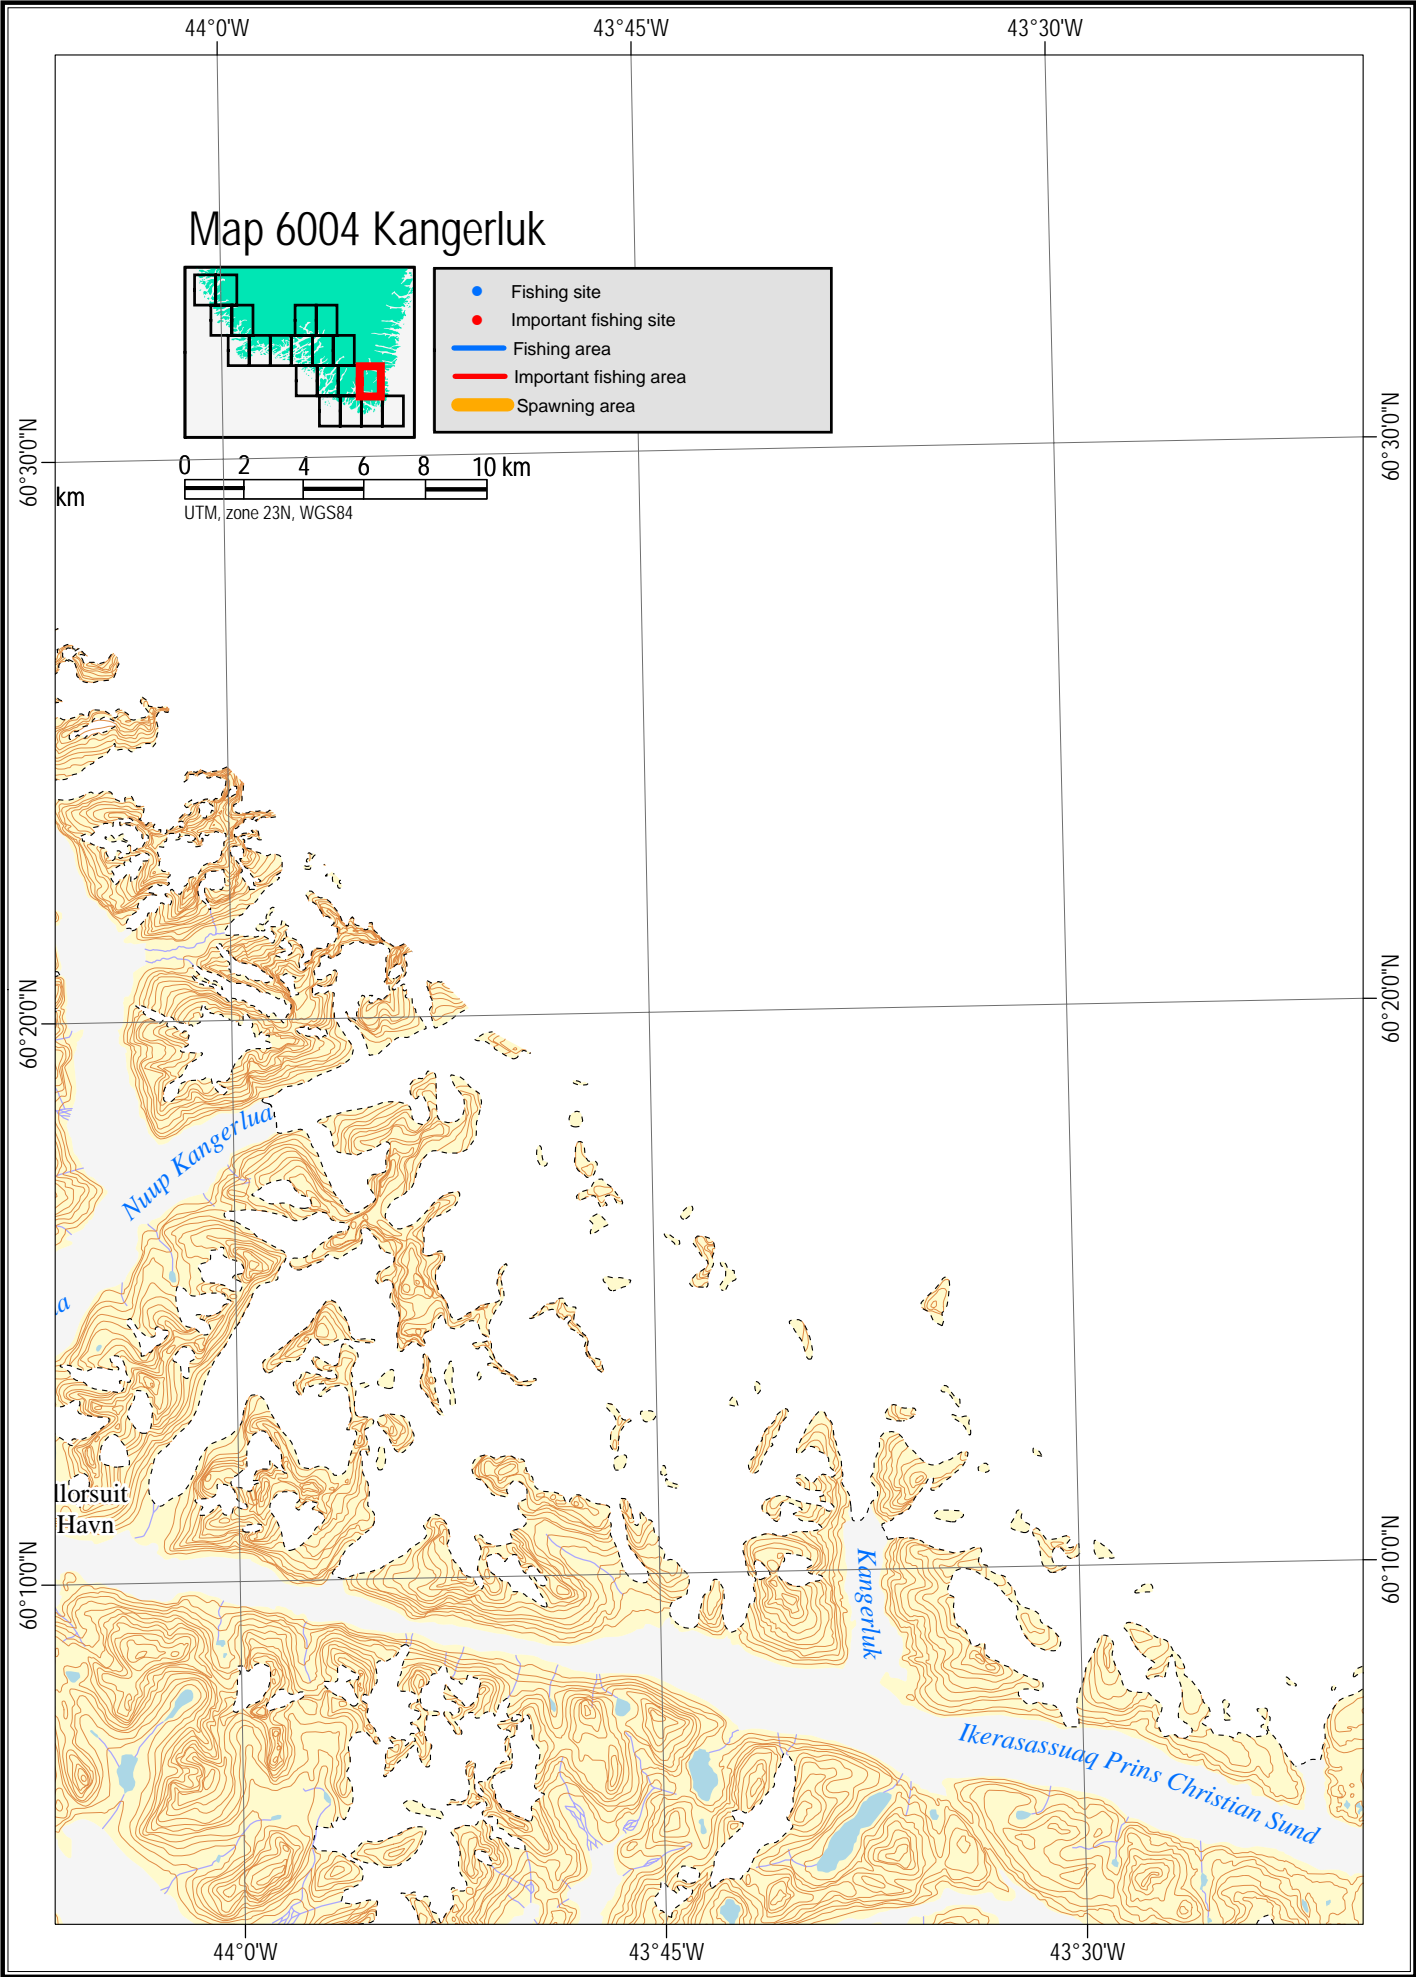 44°0'W 43°45'W 43°30'W
Map 6004 Kangerluk
Fishing site
Important fishing site
Fishing area
Important fishing area
Spawning area
60°30'0"N 60°30'0"N
0 2 4 6 8 10 km
km
UTM, zone 23N, WGS84
60°20'0"N 60°20'0"N
Nuup Kangerlua
a
llorsuit
Havn
60°10'0"N 60°10'0"N
Kangerluk
Ikerasassuaq Prins Christian Sund
44°0'W 43°45'W 43°30'W